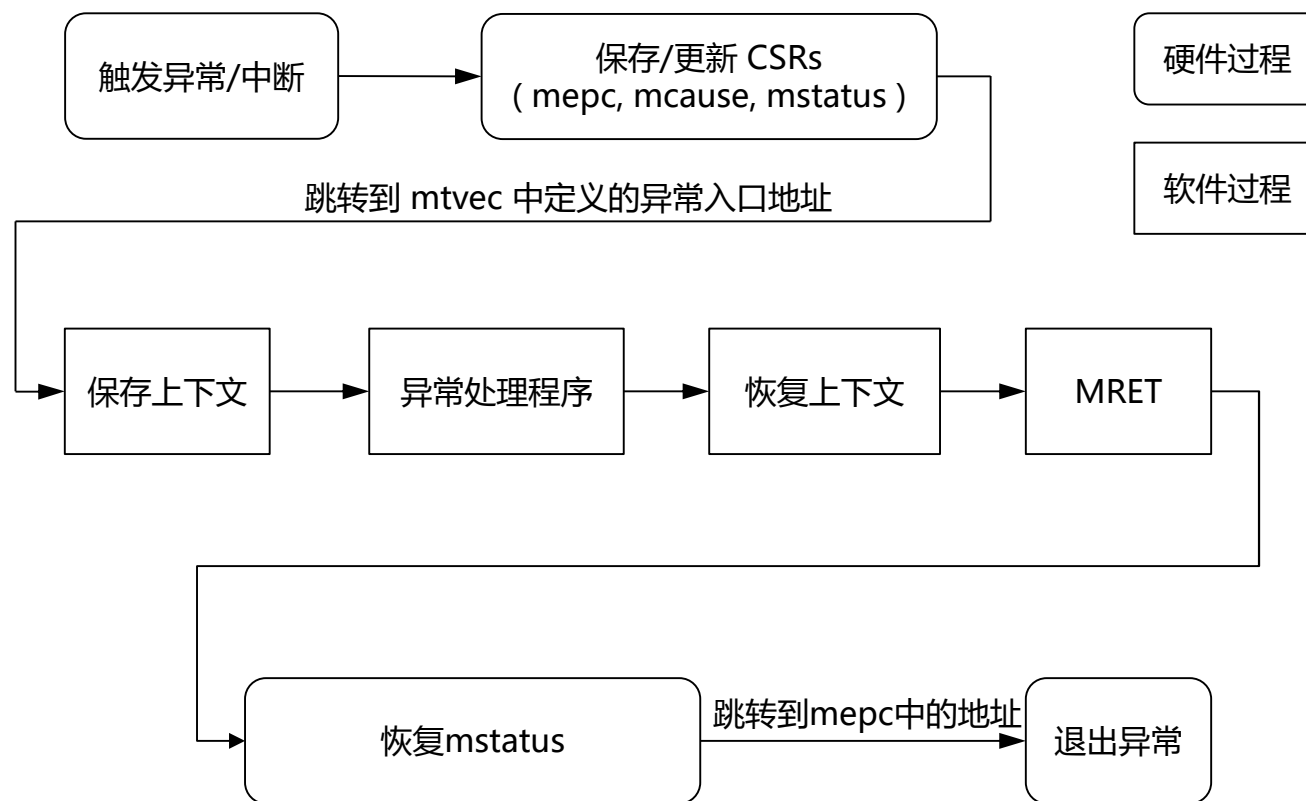 触发异常/中断
保存/更新 CSRs
( mepc, mcause, mstatus )
硬件过程
跳转到 mtvec 中定义的异常入口地址
软件过程
保存上下文
异常处理程序
恢复上下文
MRET
恢复mstatus
跳转到mepc中的地址
退出异常